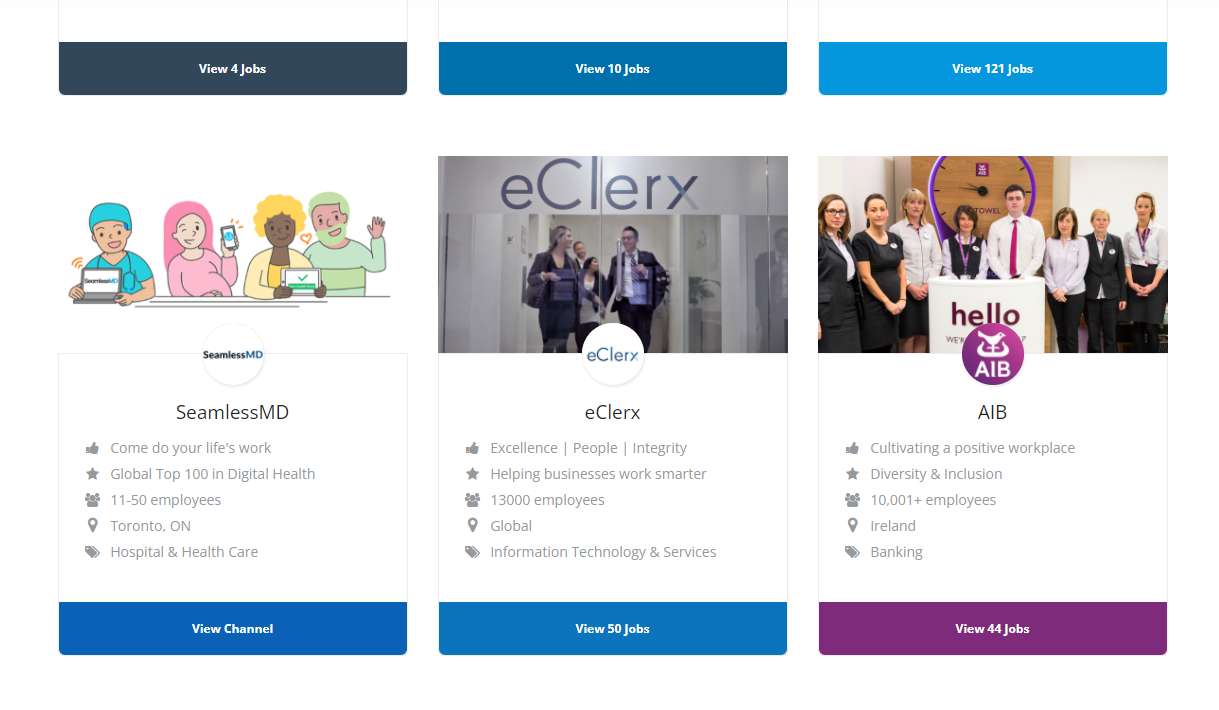 View 4 Jobs
View 10 Jobs
View 121 Jobs
SeamlessMD
SeamlessMD
SeamlessMD
Come do your life's work
Global Top 100 in Digital Health
11-50 employees
Toronto, ON
Hospital & Health Care
View Channel
eClerx
eClerx
eClerx
Excellence | People | Integrity
Helping businesses work smarter
13000 employees
Global
Information Technology & Services
View 50 Jobs
AIB
hello
AIB
AIB
Cultivating a positive workplace
Diversity & Inclusion
10,001+ employees
Ireland
Banking
View 44 Jobs